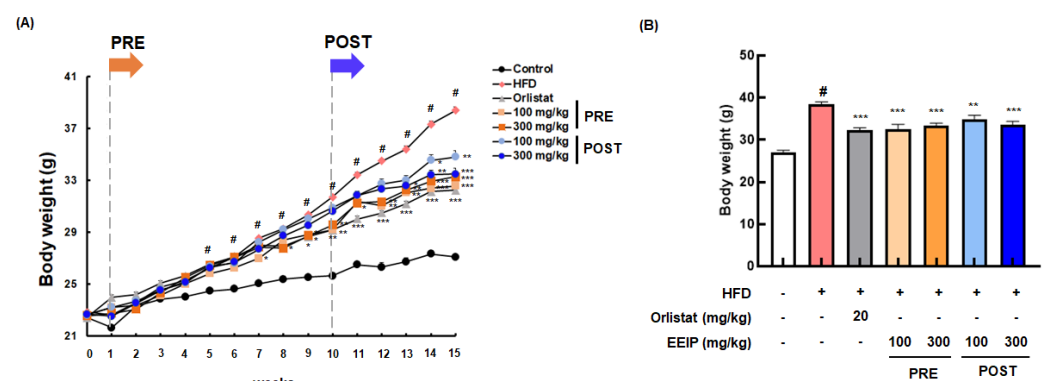 (A)
PRE
POST
41
37
33
29
25
21
Body weight (g)
0 1 2 3 4 5 6 7 8 9 10 11 12 13 14 15
# # # # # # # # # # #
* * * ** ** * *** ** ** *** * ** *** * *** *** *** ** *** *** *** ***
Control
HFD
Orlistat
100 mg/kg
300 mg/kg
PRE
100 mg/kg
300 mg/kg
POST
(B)
50
40
30
20
10
0
Body weight (g)
# *** *** *** ** ***
HFD - + + + + + +
Orlistat (mg/kg) - - 20 - - - -
EEIP (mg/kg) - - - 100 300 100 300
PRE POST